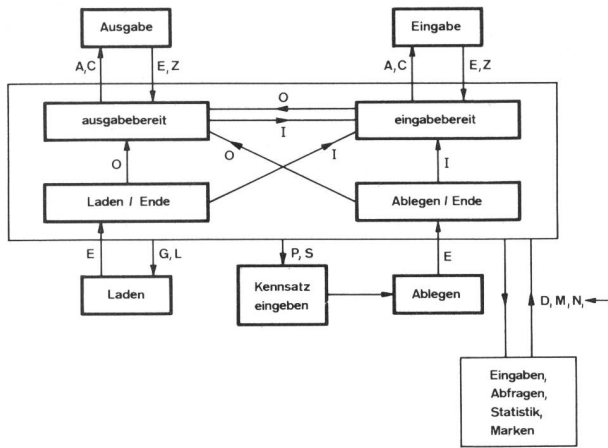 Ausgabe
Eingabe
A,C
E,Z
A,C
E,Z
O
ausgabebereit
eingabebereit
I
O
O
I
I
Laden / Ende
Ablegen / Ende
E
G, L
P, S
E
Laden
Kennsatz
eingeben
Ablegen
D, M, N,
Eingaben,
Abfragen,
Statistik,
Marken